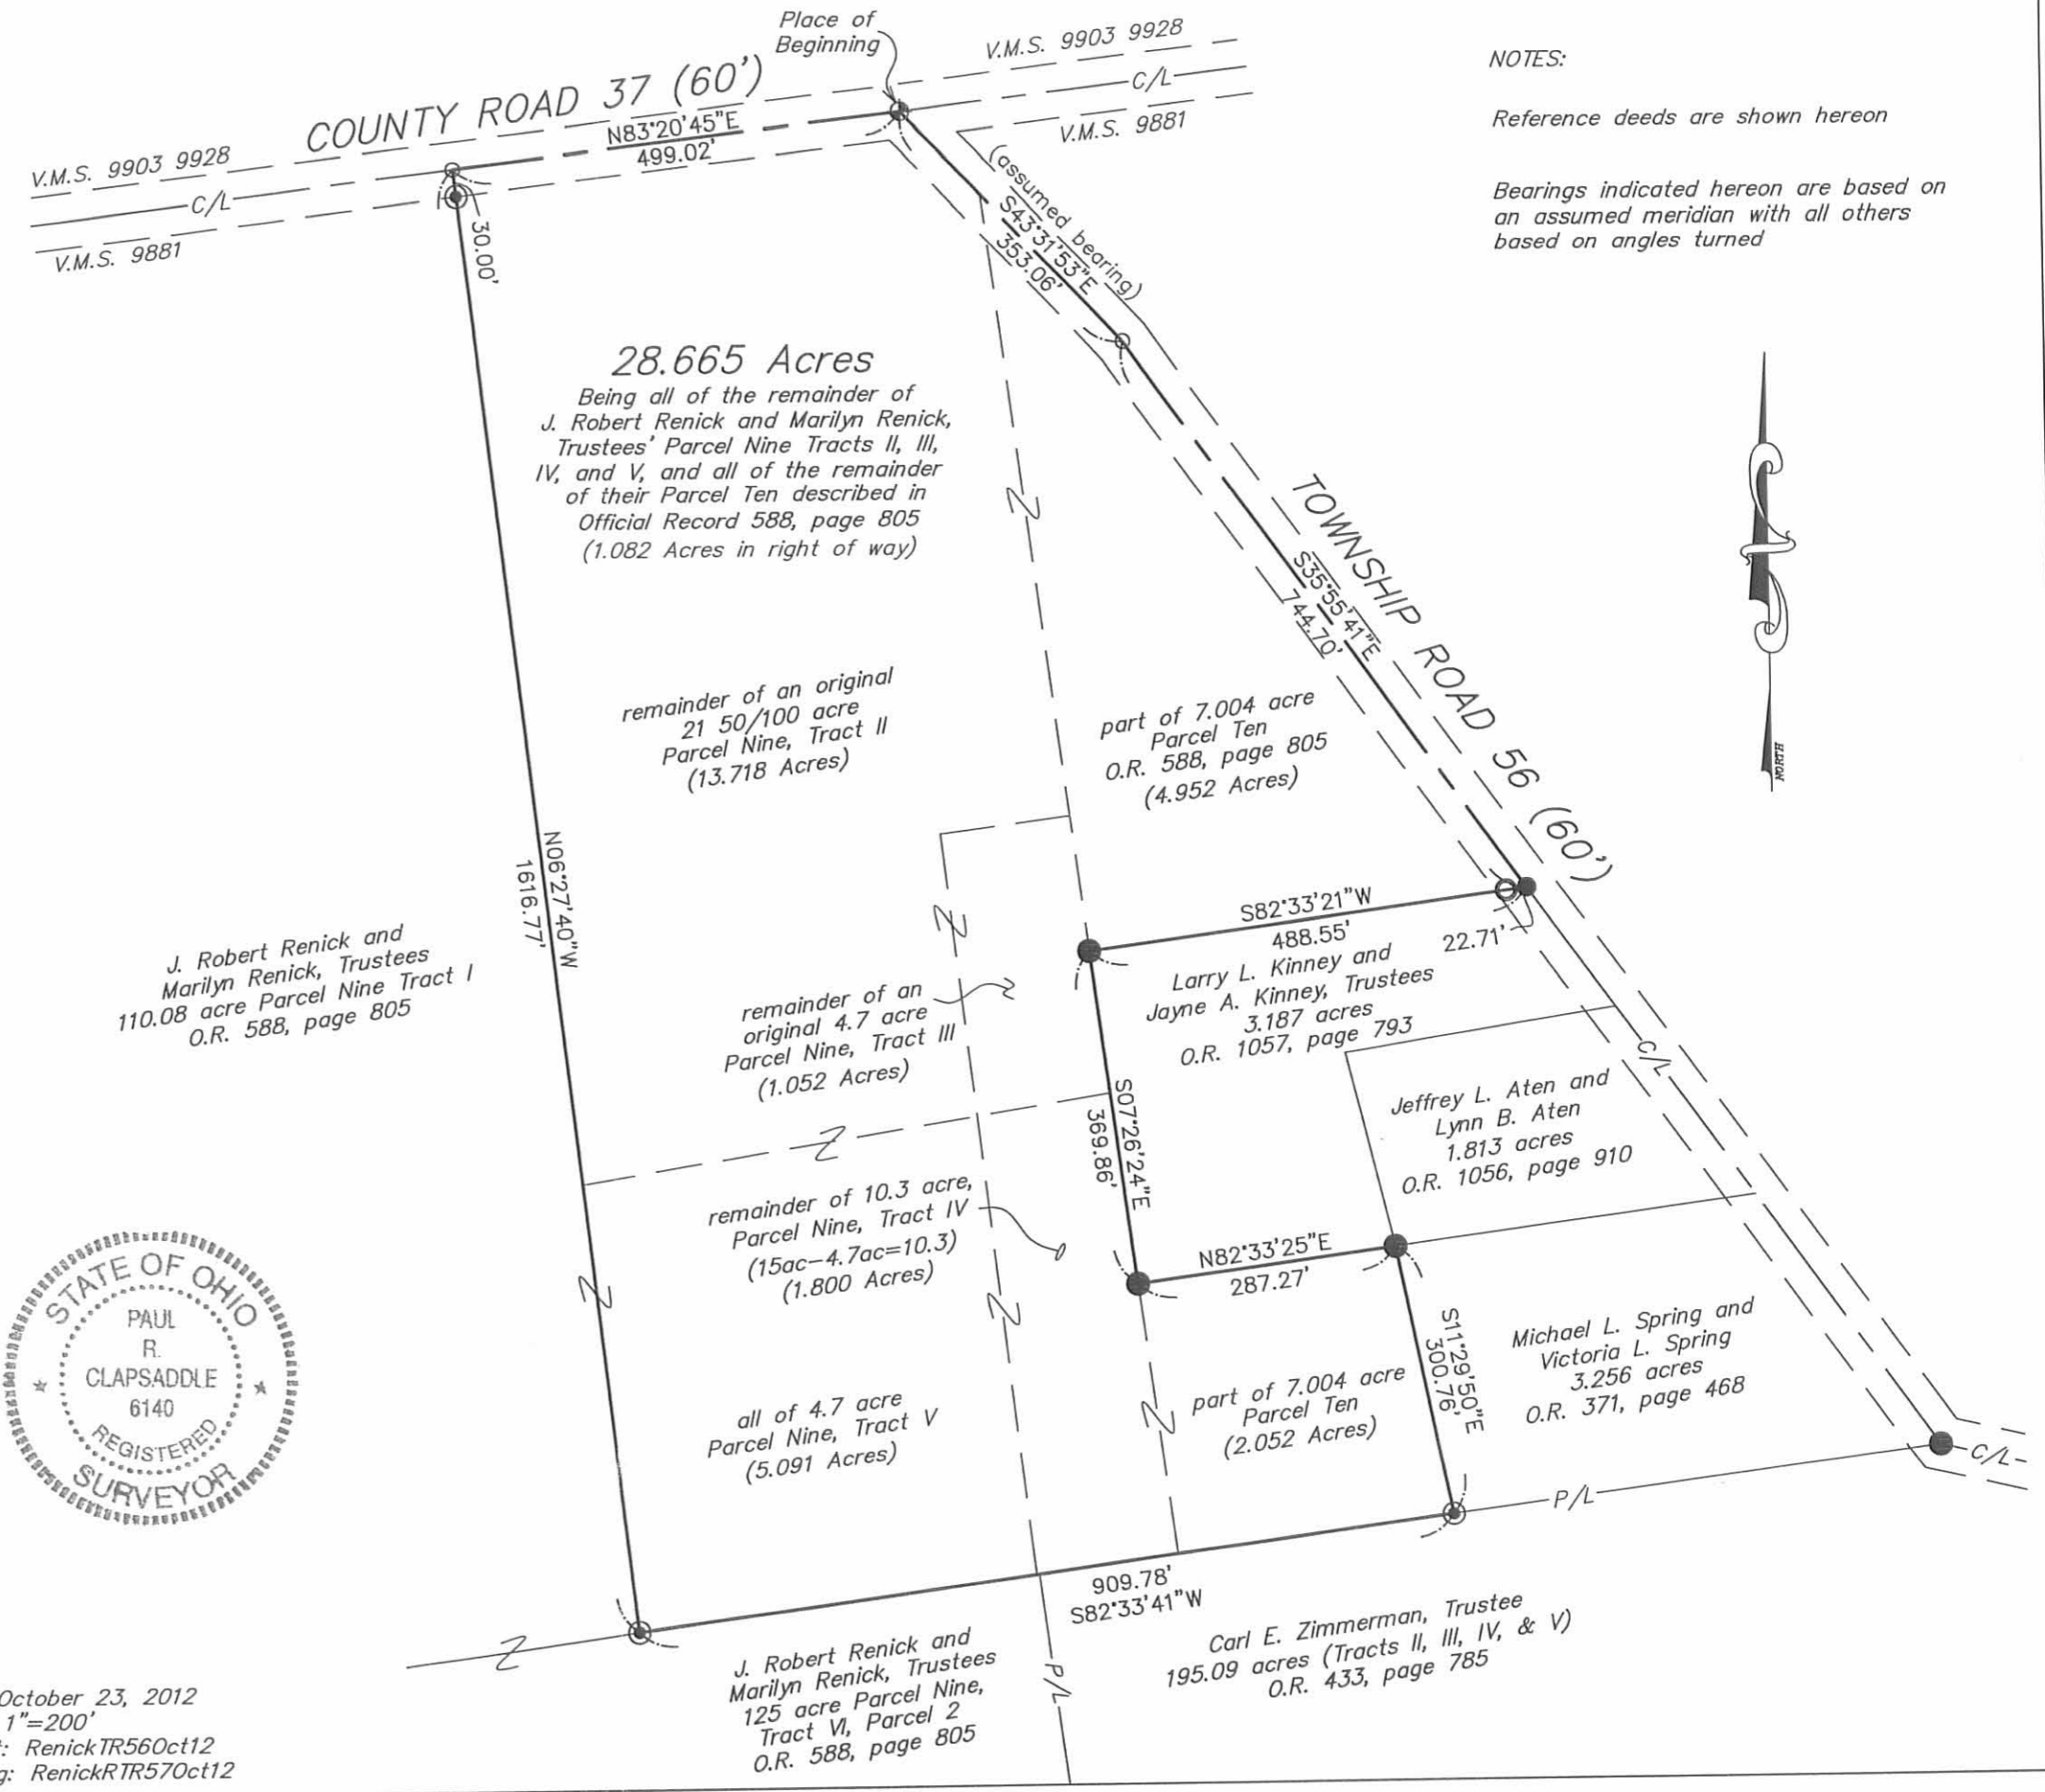 Place of
Beginning
V.M.S. 9903 9928
C/L
V.M.S. 9881
COUNTY ROAD 37 (60')
N83°20'45"E
499.02'
V.M.S. 9903 9928
C/L
V.M.S. 9881
30.00'
(assumed bearing)
S43°31'53"E
353.06'
NOTES:
Reference deeds are shown hereon
Bearings indicated hereon are based on
an assumed meridian with all others
based on angles turned
NORTH
28.665 Acres
Being all of the remainder of
J. Robert Renick and Marilyn Renick,
Trustees' Parcel Nine Tracts II, III,
IV, and V, and all of the remainder
of their Parcel Ten described in
Official Record 588, page 805
(1.082 Acres in right of way)
TOWNSHIP ROAD 56 (60')
S35°55'41"E
744.70'
remainder of an original
21 50/100 acre
Parcel Nine, Tract II
(13.718 Acres)
part of 7.004 acre
Parcel Ten
O.R. 588, page 805
(4.952 Acres)
N06°27'40"W
1616.77'
J. Robert Renick and
Marilyn Renick, Trustees
110.08 acre Parcel Nine Tract I
O.R. 588, page 805
S82°33'21"W
488.55'
22.71'
Larry L. Kinney and
Jayne A. Kinney, Trustees
3.187 acres
O.R. 1057, page 793
remainder of an
original 4.7 acre
Parcel Nine, Tract III
(1.052 Acres)
C/L
S07°26'24"E
369.86'
Jeffrey L. Aten and
Lynn B. Aten
1.813 acres
O.R. 1056, page 910
remainder of 10.3 acre,
Parcel Nine, Tract IV
(15ac-4.7ac=10.3)
(1.800 Acres)
N82°33'25"E
287.27'
S11°29'50"E
300.76'
Michael L. Spring and
Victoria L. Spring
3.256 acres
O.R. 371, page 468
STATE OF OHIO
PAUL
R.
CLAPSADDLE
6140
REGISTERED
SURVEYOR
all of 4.7 acre
Parcel Nine, Tract V
(5.091 Acres)
part of 7.004 acre
Parcel Ten
(2.052 Acres)
P/L
C/L
909.78'
S82°33'41"W
J. Robert Renick and
Marilyn Renick, Trustees
125 acre Parcel Nine,
Tract VI, Parcel 2
O.R. 588, page 805
P/L
Carl E. Zimmerman, Trustee
195.09 acres (Tracts II, III, IV, & V)
O.R. 433, page 785
October 23, 2012
1"=200'
: RenickTR56Oct12
g: RenickRTR57Oct12